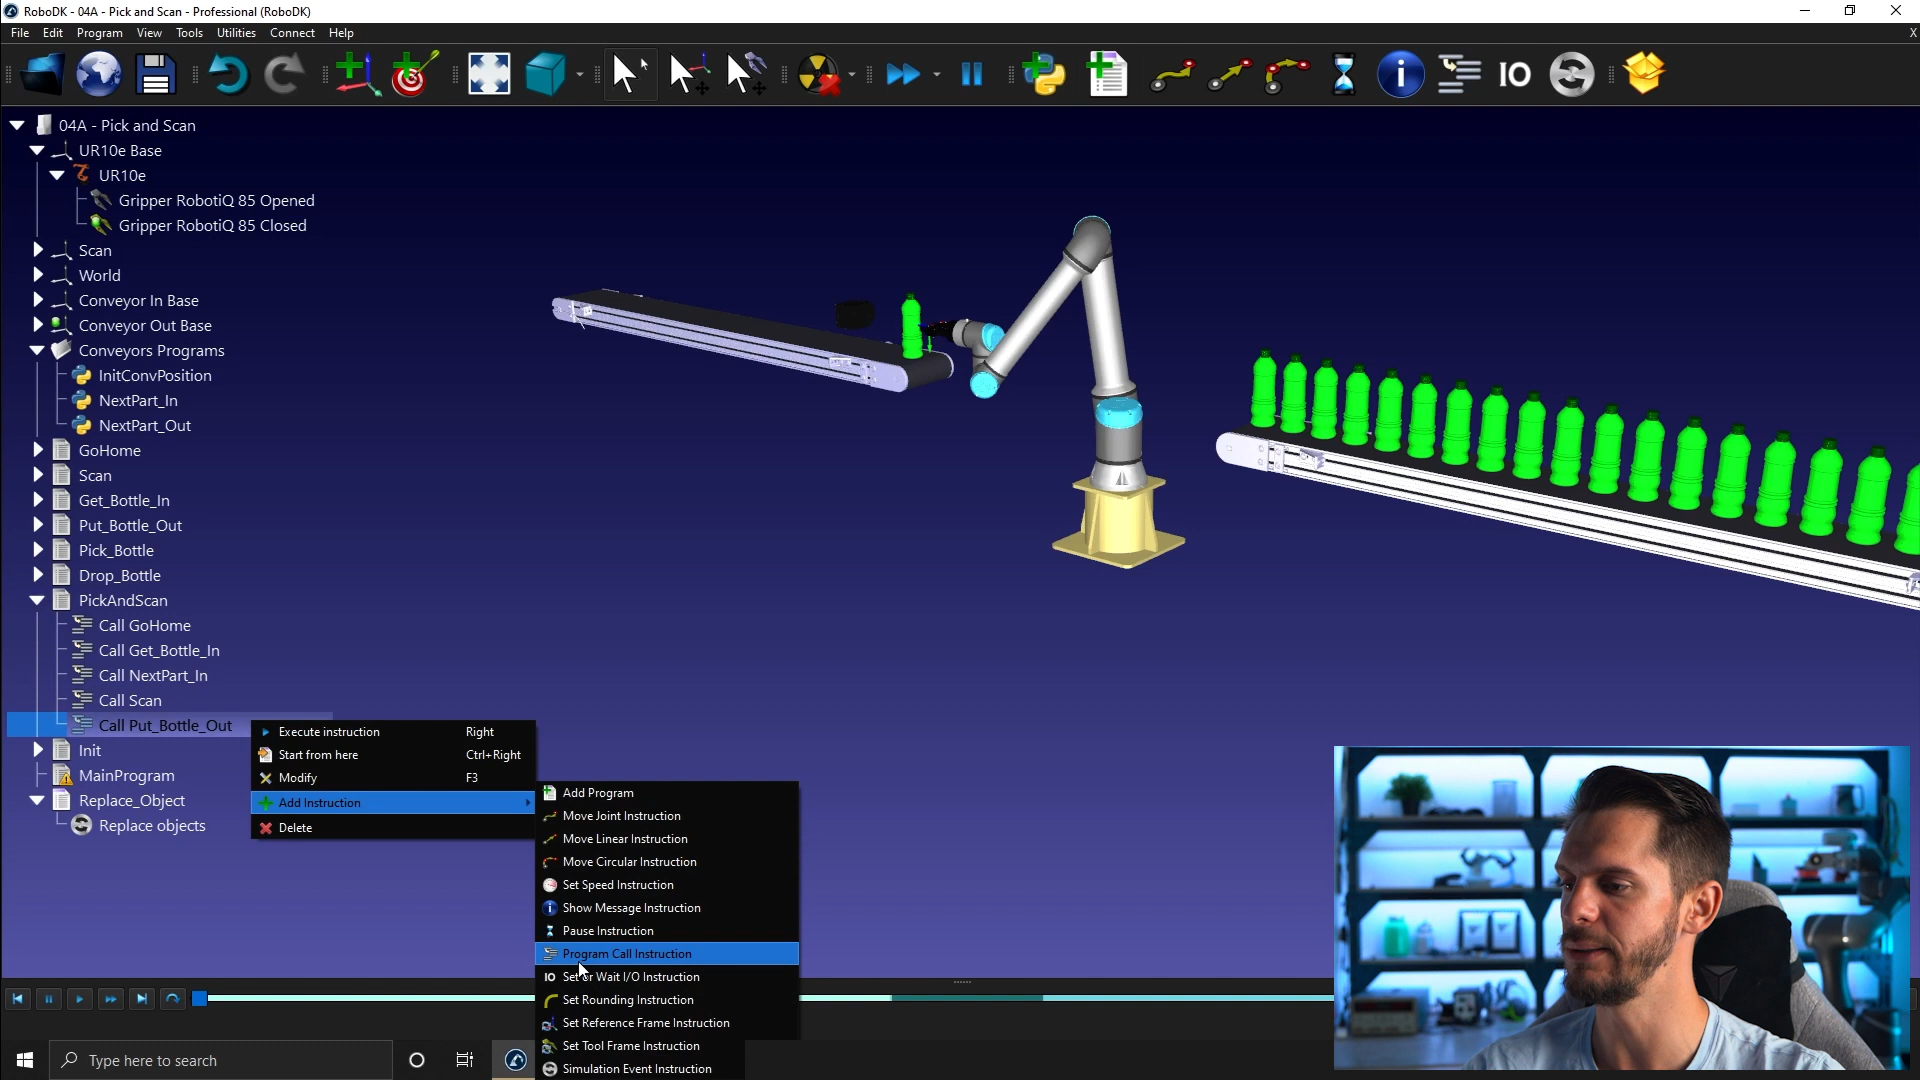 RoboDK - 04A - Pick and Scan - Professional (RoboDK)
File Edit Program View Tools Utilities Connect Help
X
IO
04A - Pick and Scan
UR10e Base
UR10e
Gripper RobotiQ 85 Opened
Gripper RobotiQ 85 Closed
Scan
World
Conveyor In Base
Conveyor Out Base
Conveyors Programs
InitConvPosition
NextPart_In
NextPart_Out
GoHome
Scan
Get_Bottle_In
Put_Bottle_Out
Pick_Bottle
Drop_Bottle
PickAndScan
Call GoHome
Call Get_Bottle_In
Call NextPart_In
Call Scan
Call Put_Bottle_Out
Init
MainProgram
Replace_Object
Replace objects
Execute instruction Right
Start from here Ctrl+Right
Modify F3
Add Instruction
Delete
Add Program
Move Joint Instruction
Move Linear Instruction
Move Circular Instruction
Set Speed Instruction
Show Message Instruction
Pause Instruction
Program Call Instruction
IO Set or Wait I/O Instruction
Set Rounding Instruction
Set Reference Frame Instruction
Set Tool Frame Instruction
Simulation Event Instruction
Type here to search